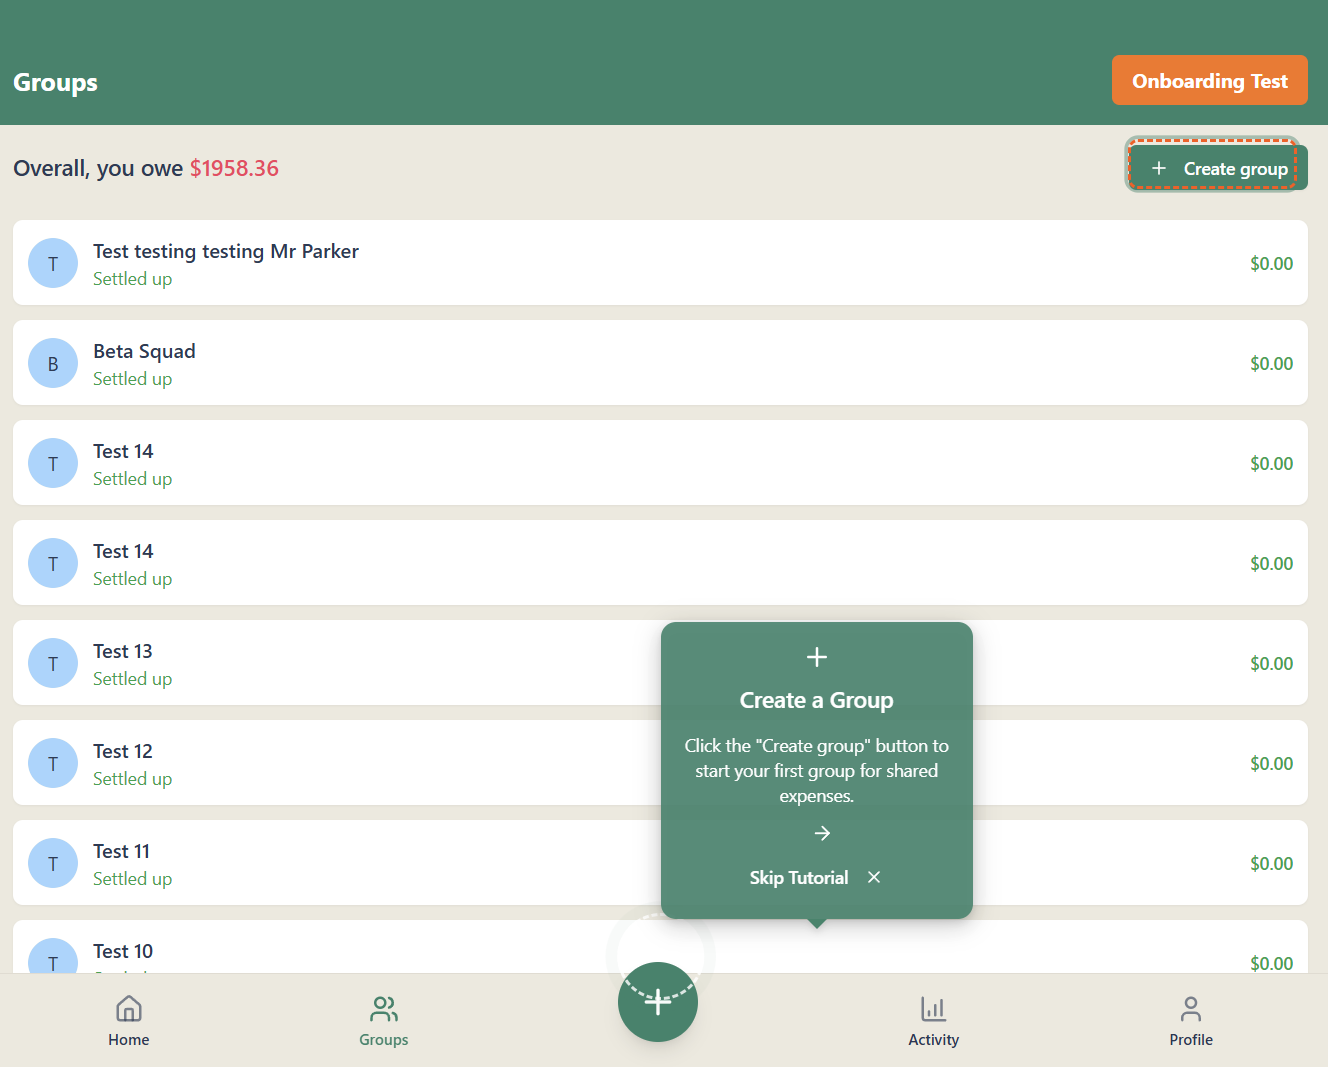 Groups
Onboarding Test
Overall, you owe $1958.36
Create group
T
Test testing testing Mr Parker
Settled up
$0.00
B
Beta Squad
Settled up
$0.00
T
Test 14
Settled up
$0.00
T
Test 14
Settled up
$0.00
T
Test 13
Settled up
$0.00
T
Test 12
Settled up
$0.00
T
Test 11
Settled up
$0.00
T
Test 10
$0.00
Create a Group
Click the "Create group" button to
start your first group for shared
expenses.
Skip Tutorial
Home
Groups
Activity
Profile